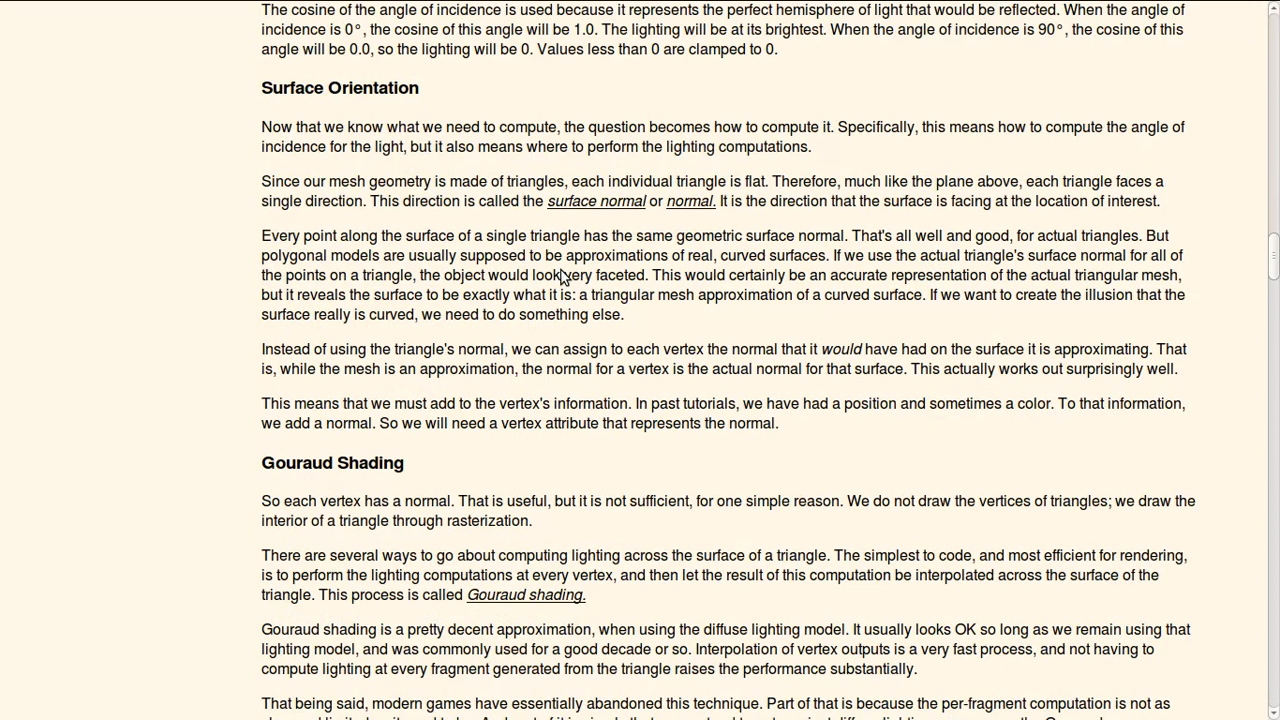 The cosine of the angle of incidence is used because it represents the perfect hemisphere of light that would be reflected. When the angle of
incidence is 0°, the cosine of this angle will be 1.0. The lighting will be at its brightest. When the angle of incidence is 90°, the cosine of this
angle will be 0.0, so the lighting will be 0. Values less than 0 are clamped to 0.
Surface Orientation
Now that we know what we need to compute, the question becomes how to compute it. Specifically, this means how to compute the angle of
incidence for the light, but it also means where to perform the lighting computations.
Since our mesh geometry is made of triangles, each individual triangle is flat. Therefore, much like the plane above, each triangle faces a
single direction. This direction is called the surface normal or normal. It is the direction that the surface is facing at the location of interest.
Every point along the surface of a single triangle has the same geometric surface normal. That's all well and good, for actual triangles. But
polygonal models are usually supposed to be approximations of real, curved surfaces. If we use the actual triangle's surface normal for all of
the points on a triangle, the object would look very faceted. This would certainly be an accurate representation of the actual triangular mesh,
but it reveals the surface to be exactly what it is: a triangular mesh approximation of a curved surface. If we want to create the illusion that the
surface really is curved, we need to do something else.
Instead of using the triangle's normal, we can assign to each vertex the normal that it would have had on the surface it is approximating. That
is, while the mesh is an approximation, the normal for a vertex is the actual normal for that surface. This actually works out surprisingly well.
This means that we must add to the vertex's information. In past tutorials, we have had a position and sometimes a color. To that information,
we add a normal. So we will need a vertex attribute that represents the normal.
Gouraud Shading
So each vertex has a normal. That is useful, but it is not sufficient, for one simple reason. We do not draw the vertices of triangles; we draw the
interior of a triangle through rasterization.
There are several ways to go about computing lighting across the surface of a triangle. The simplest to code, and most efficient for rendering,
is to perform the lighting computations at every vertex, and then let the result of this computation be interpolated across the surface of the
triangle. This process is called Gouraud shading.
Gouraud shading is a pretty decent approximation, when using the diffuse lighting model. It usually looks OK so long as we remain using that
lighting model, and was commonly used for a good decade or so. Interpolation of vertex outputs is a very fast process, and not having to
compute lighting at every fragment generated from the triangle raises the performance substantially.
That being said, modern games have essentially abandoned this technique. Part of that is because the per-fragment computation is not as